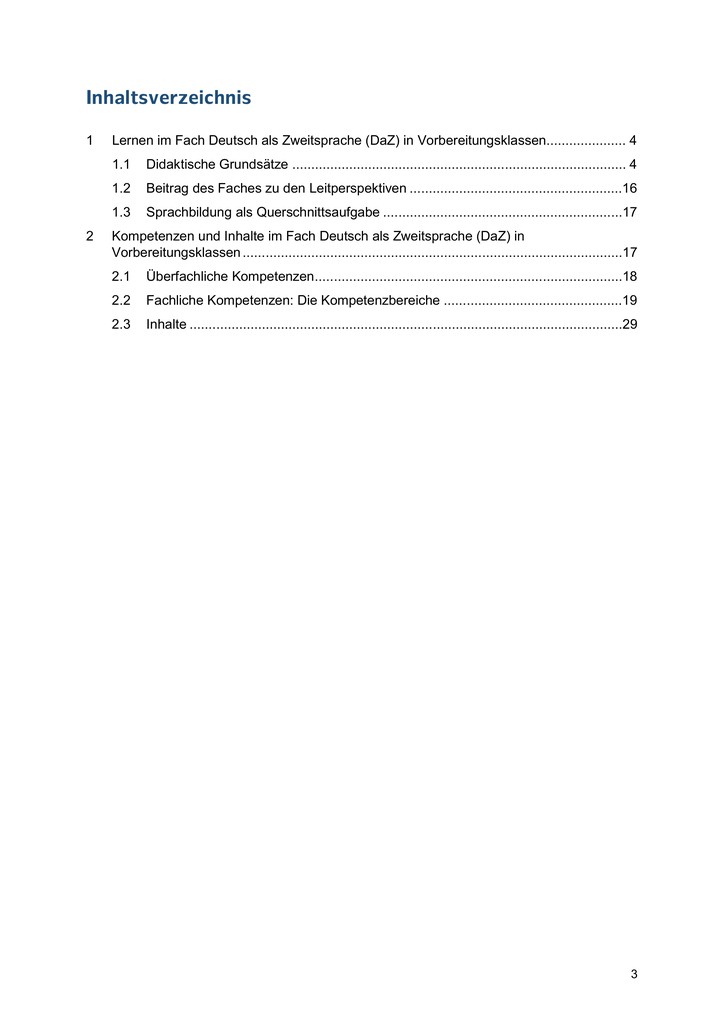 Inhaltsverzeichnis
1 Lernen im Fach Deutsch als Zweitsprache (DaZ) in Vorbereitungsklassen..................... 4
1.1 Didaktische Grundsätze ........................................................................................ 4
1.2 Beitrag des Faches zu den Leitperspektiven ........................................................16
1.3 Sprachbildung als Querschnittsaufgabe ...............................................................17
2 Kompetenzen und Inhalte im Fach Deutsch als Zweitsprache (DaZ) in
Vorbereitungsklassen ....................................................................................................17
2.1 Überfachliche Kompetenzen.................................................................................18
2.2 Fachliche Kompetenzen: Die Kompetenzbereiche ...............................................19
2.3 Inhalte ..................................................................................................................29
3